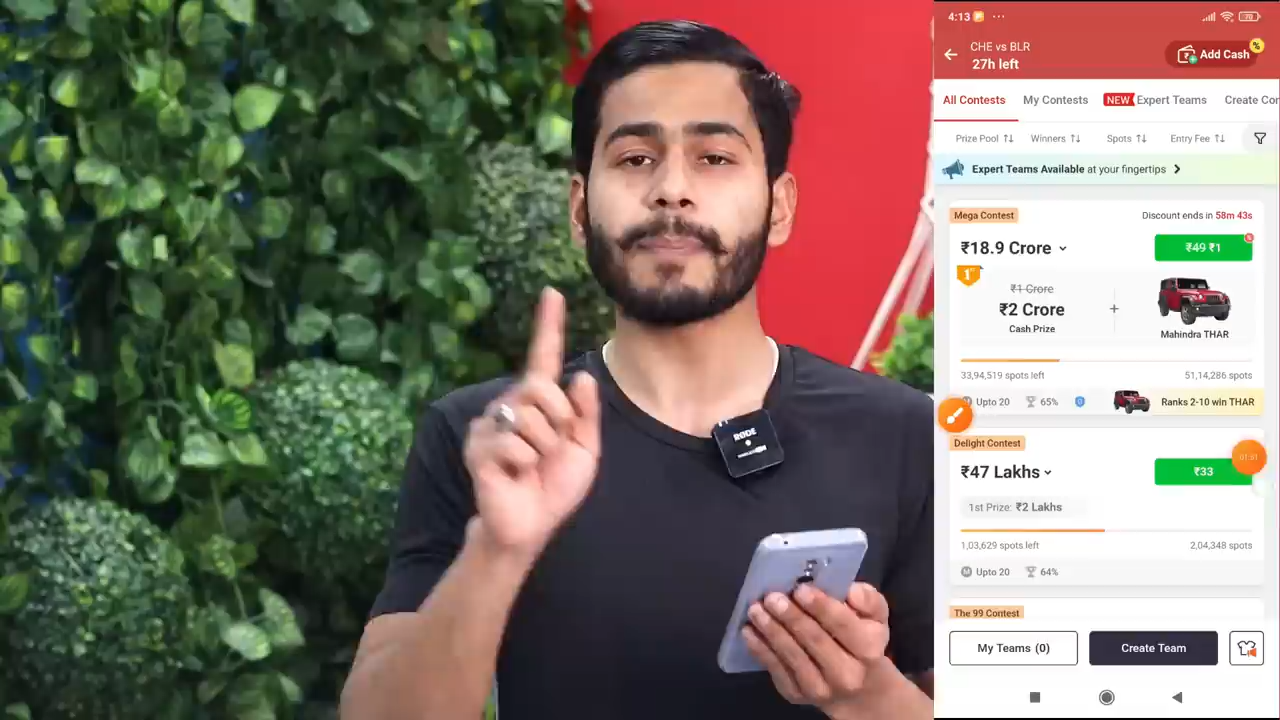 RØDE
4:13
70
CHE vs BLR
27h left
Add Cash
%
All Contests
My Contests
NEW Expert Teams
Create Con
Prize Pool
Winners
Spots
Entry Fee
Expert Teams Available at your fingertips
Mega Contest
Discount ends in 58m 43s
₹18.9 Crore
₹49 ₹1
1st
₹1 Crore
₹2 Crore
+
Cash Prize
Mahindra THAR
33,94,519 spots left
51,14,286 spots
Upto 20
65%
Ranks 2-10 win THAR
Delight Contest
₹47 Lakhs
₹33
1st Prize: ₹2 Lakhs
1,03,629 spots left
2,04,348 spots
M Upto 20
64%
The 99 Contest
My Teams (0)
Create Team